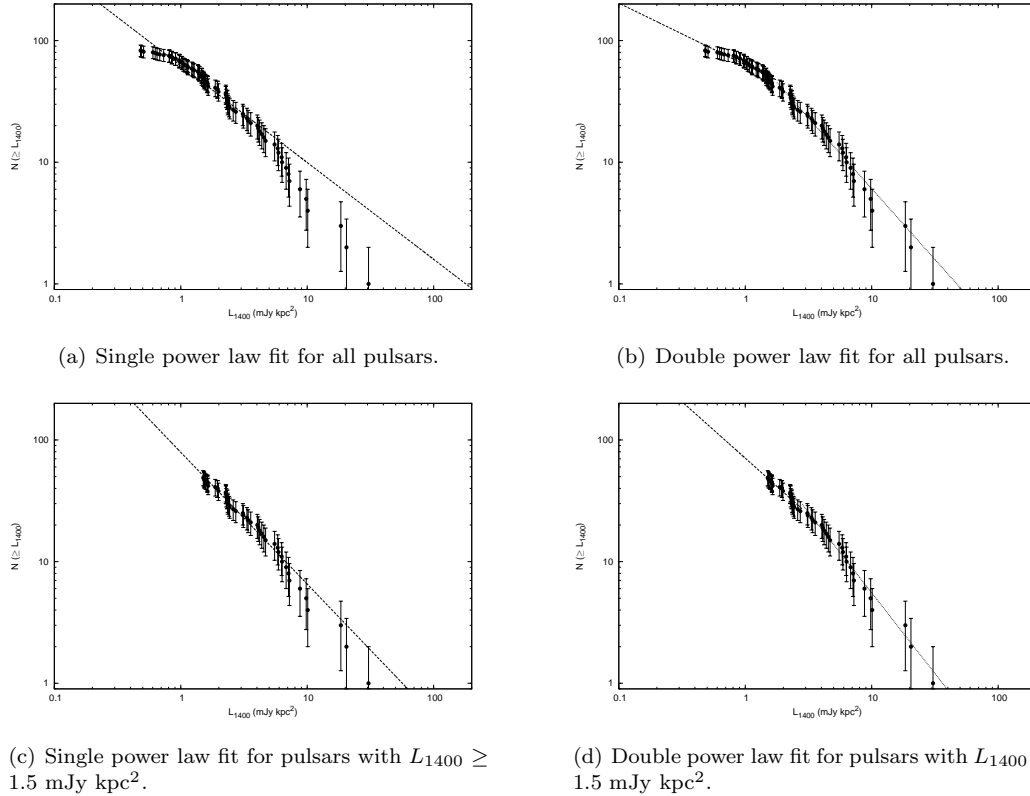 100
10
1
0.1 1 10 100
N (≥ L1400)
L1400 (mJy kpc2)
(a) Single power law fit for all pulsars.
100
10
1
0.1 1 10 100
N (≥ L1400)
L1400 (mJy kpc2)
(b) Double power law fit for all pulsars.
100
10
1
0.1 1 10 100
N (≥ L1400)
L1400 (mJy kpc2)
(c) Single power law fit for pulsars with L1400 ≥
1.5 mJy kpc2.
100
10
1
0.1 1 10 100
N (≥ L1400)
L1400 (mJy kpc2)
(d) Double power law fit for pulsars with L1400
1.5 mJy kpc2.